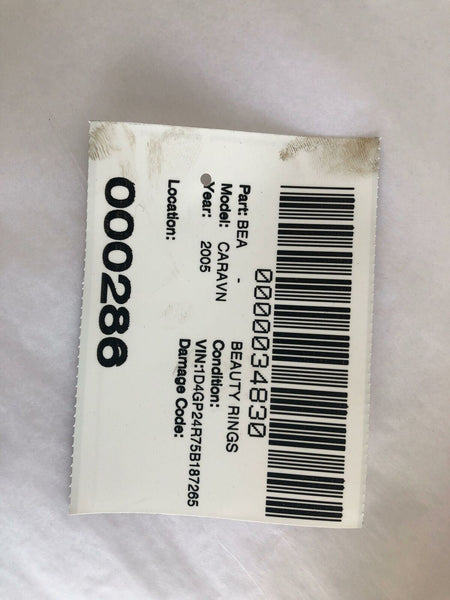 0000034830
Part: BEA - BEAUTY RINGS
Model: CARAVN Condition:
Year: 2005 VIN:1D4GP24R75B187265
Location: Damage Code:
000286